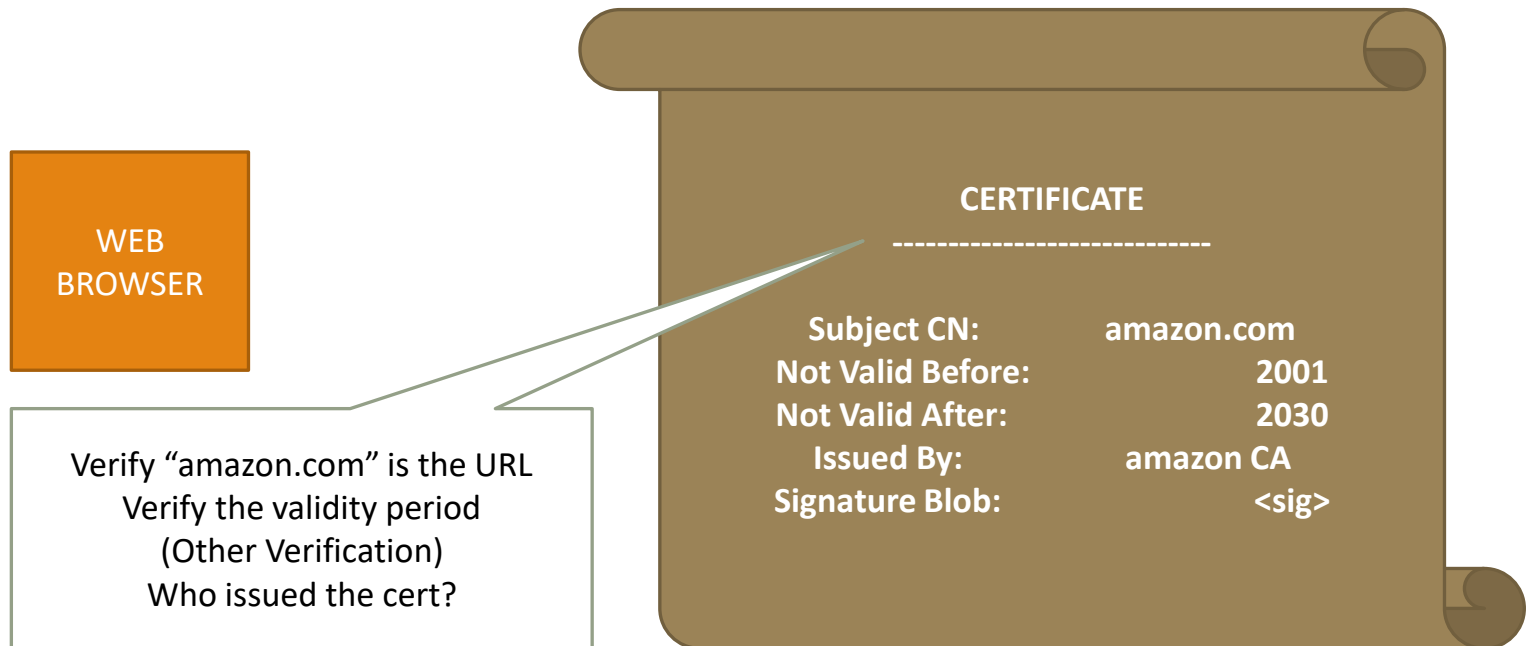 WEB
BROWSER
CERTIFICATE
----------------------------
Subject CN: amazon.com
Not Valid Before: 2001
Not Valid After: 2030
Issued By: amazon CA
Signature Blob: <sig>
Verify “amazon.com” is the URL
Verify the validity period
(Other Verification)
Who issued the cert?